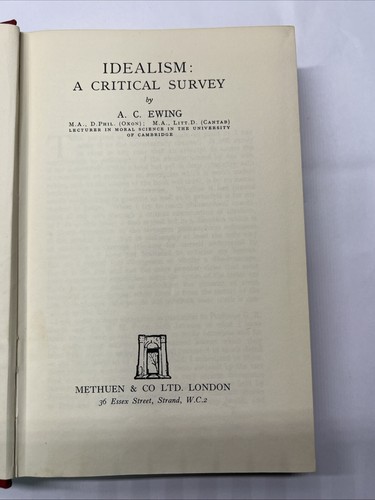 IDEALISM:
A CRITICAL SURVEY
by
A. C. EWING
M.A., D.PHIL. (OXON); M.A., LITT.D. (CANTAB)
LECTURER IN MORAL SCIENCE IN THE UNIVERSITY
OF CAMBRIDGE
METHUEN & CO LTD. LONDON
36 Essex Street, Strand, W.C.2